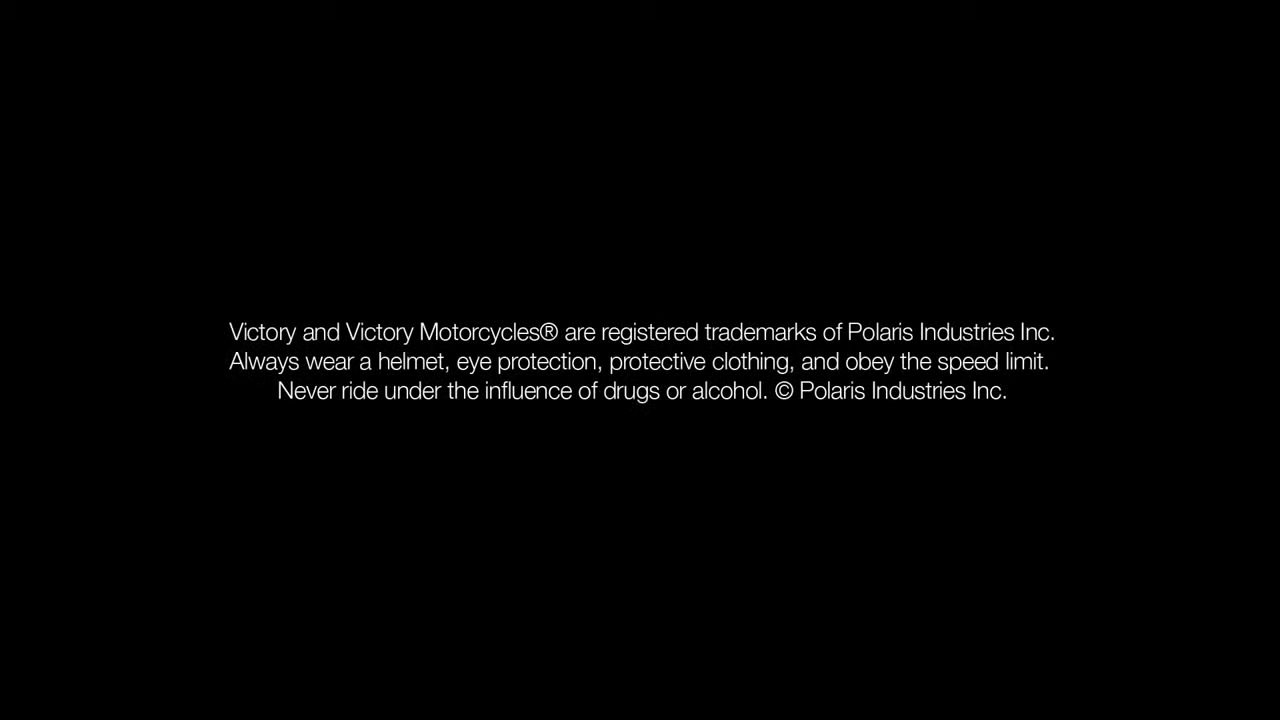 Victory and Victory Motorcycles® are registered trademarks of Polaris Industries Inc.
Always wear a helmet, eye protection, protective clothing, and obey the speed limit.
Never ride under the influence of drugs or alcohol. © Polaris Industries Inc.